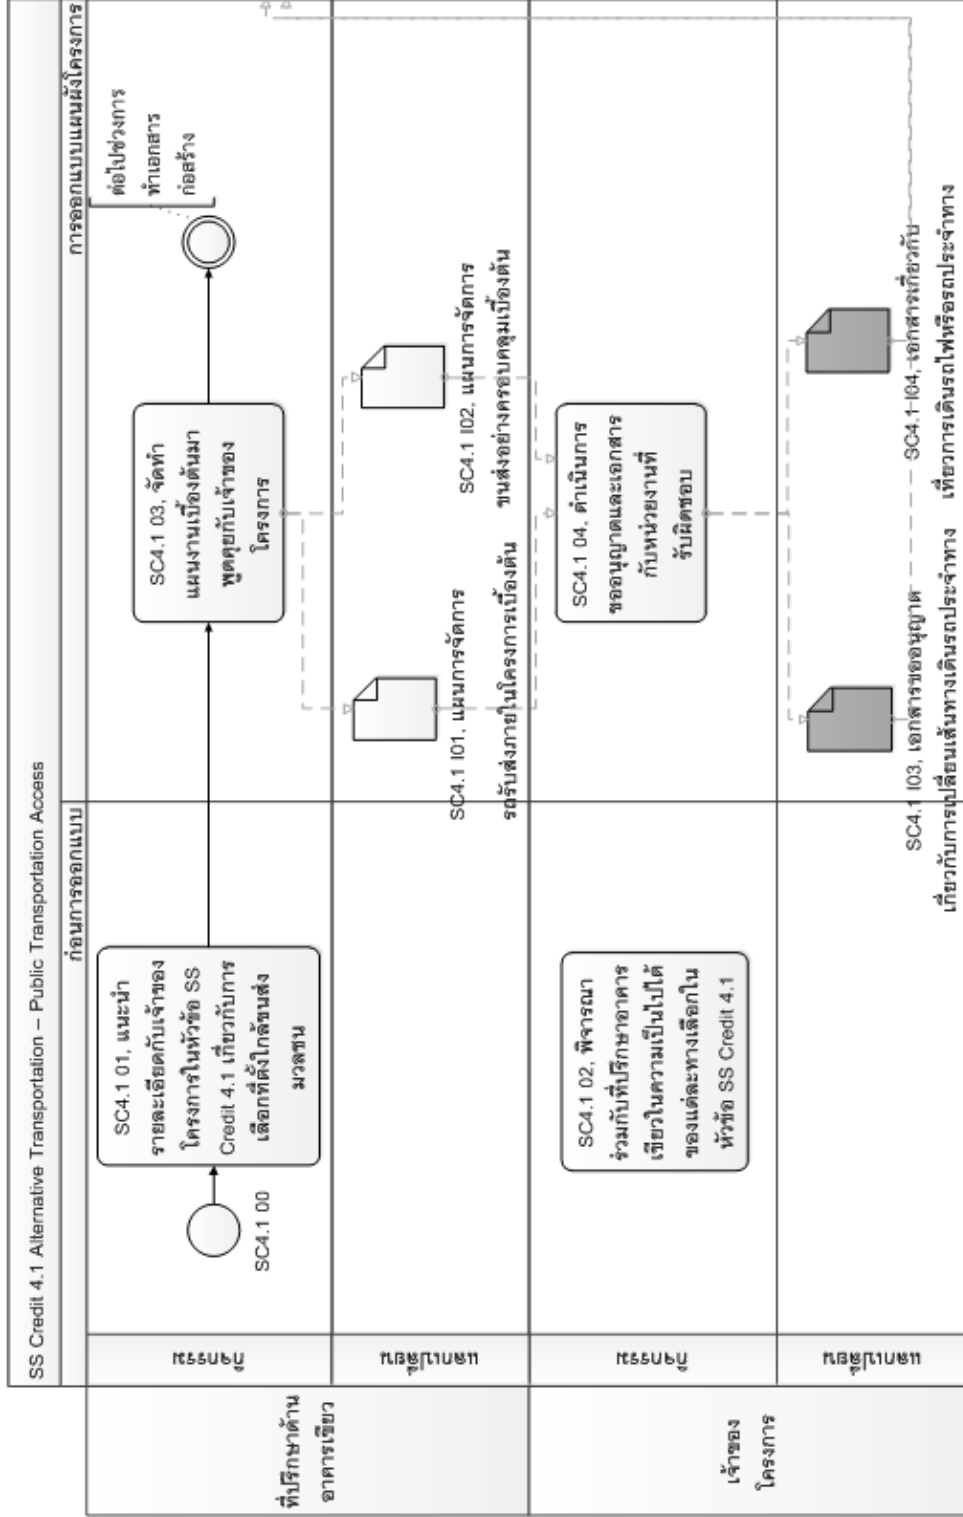 SS Credit 4.1 Alternative Transportation – Public Transportation Access
ก่อนการออกแบบ
การออกแบบแผนผังโครงการ
ที่ปรึกษาด้าน
อาคารเขียว
กิจกรรม
แลกเปลี่ยน
SC4.1 00
SC4.1 01, แนะนำ
รายละเอียดกับเจ้าของ
โครงการในหัวข้อ SS
Credit 4.1 เกี่ยวกับการ
เลือกที่ตั้งใกล้ขนส่ง
มวลชน
SC4.1 03, จัดทำ
แผนงานเบื้องต้นมา
พูดคุยกับเจ้าของ
โครงการ
ต่อไปช่วงการ
ทำเอกสาร
ก่อสร้าง
SC4.1 I01, แผนการจัดการ
รถรับส่งภายในโครงการเบื้องต้น
SC4.1 I02, แผนการจัดการ
ขนส่งอย่างครอบคลุมเบื้องต้น
เจ้าของ
โครงการ
กิจกรรม
แลกเปลี่ยน
SC4.1 02, พิจารณา
ร่วมกับที่ปรึกษาอาคาร
เขียวในความเป็นไปได้
ของแต่ละทางเลือกใน
หัวข้อ SS Credit 4.1
SC4.1 04, ดำเนินการ
ขออนุญาตและเอกสาร
กับหน่วยงานที่
รับผิดชอบ
SC4.1 I03, เอกสารขออนุญาต
เกี่ยวกับการเปลี่ยนเส้นทางเดินรถประจำทาง
SC4.1 I04, เอกสารเกี่ยวกับ
เที่ยวการเดินรถไฟหรือรถประจำทาง